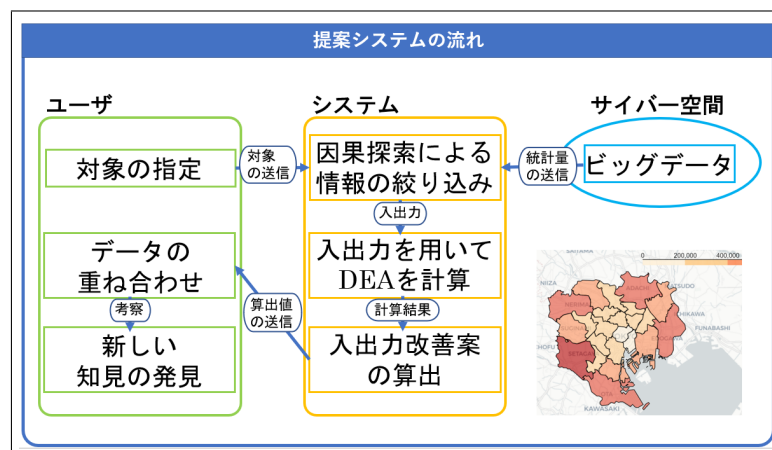 提案システムの流れ
ユーザ
システム
サイバー空間
対象の指定
対象
の送信
因果探索による
情報の絞り込み
統計量
の送信
ビッグデータ
入出力
データの
重ね合わせ
入出力を用いて
DEAを計算
考察
算出値
の送信
計算結果
新しい
知見の発見
入出力改善案
の算出
0 200,000 400,000
NIIZA
ADACHI
NERIMA
HIKAWA
FUNABASHI
KAWASAKI